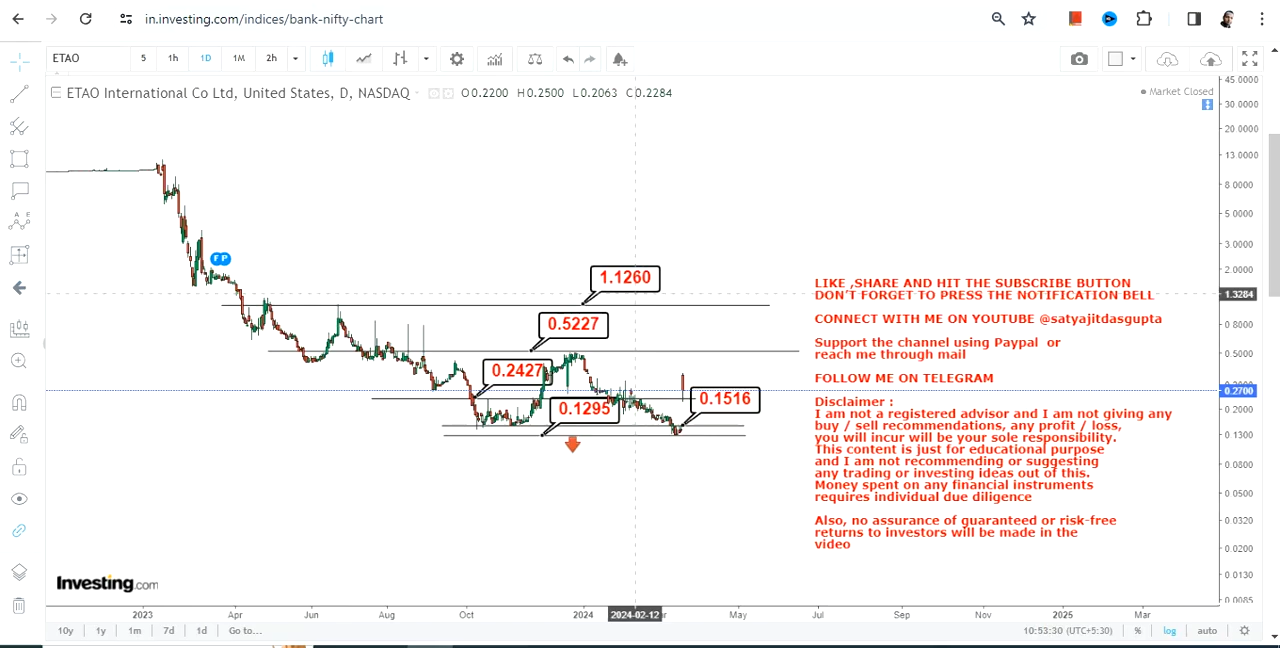 in.investing.com/indices/bank-nifty-chart
ETAO 5 1h 1D 1M 2h
ETAO International Co Ltd, United States, D, NASDAQ O0.2200 H0.2500 L0.2063 C0.2284
Market Closed
45.0000
30.0000
20.0000
13.0000
8.0000
5.0000
3.0000
2.0000
1.3284
0.8000
0.5000
0.2700
0.2000
0.1300
0.0800
0.0500
0.0320
0.0200
0.0130
0.0085
F P
1.1260
0.5227
0.2427
0.1295
0.1516
LIKE ,SHARE AND HIT THE SUBSCRIBE BUTTON
DON'T FORGET TO PRESS THE NOTIFICATION BELL
CONNECT WITH ME ON YOUTUBE @satyajitdasgupta
Support the channel using Paypal or
reach me through mail
FOLLOW ME ON TELEGRAM
Disclaimer :
I am not a registered advisor and I am not giving any
buy / sell recommendations, any profit / loss,
you will incur will be your sole responsibility.
This content is just for educational purpose
and I am not recommending or suggesting
any trading or investing ideas out of this.
Money spent on any financial instruments
requires individual due diligence
Also, no assurance of guaranteed or risk-free
returns to investors will be made in the
video
Investing.com
2023 Apr Jun Aug Oct 2024 2024-02-12 May Jul Sep Nov 2025 Mar
10y 1y 1m 7d 1d Go to... 10:53:30 (UTC+5:30) % log auto